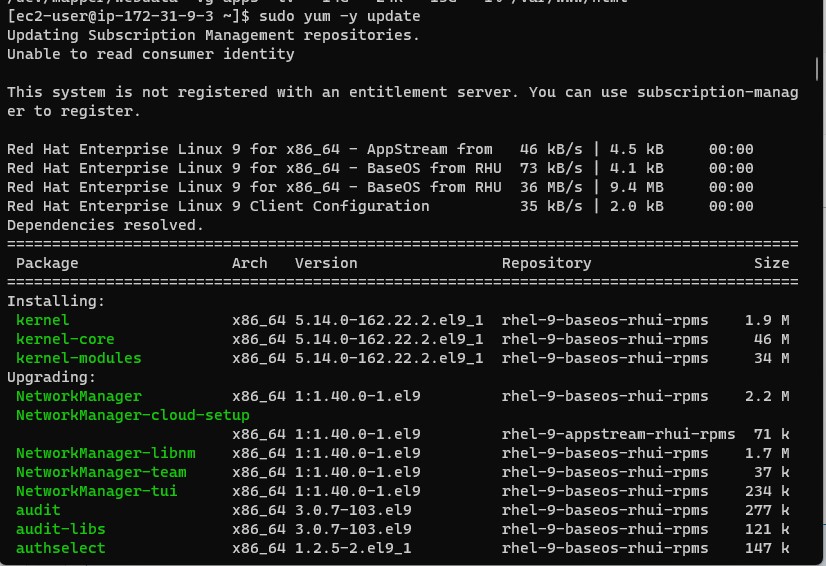 [ec2-user@ip-172-31-9-3 ~]$ sudo yum -y update
Updating Subscription Management repositories.
Unable to read consumer identity
This system is not registered with an entitlement server. You can use subscription-manag
er to register.
Red Hat Enterprise Linux 9 for x86_64 - AppStream from   46 kB/s | 4.5 kB     00:00
Red Hat Enterprise Linux 9 for x86_64 - BaseOS from RHU  73 kB/s | 4.1 kB     00:00
Red Hat Enterprise Linux 9 for x86_64 - BaseOS from RHU  36 MB/s | 9.4 MB     00:00
Red Hat Enterprise Linux 9 Client Configuration          35 kB/s | 2.0 kB     00:00
Dependencies resolved.
========================================================================================
Package                 Arch   Version                Repository                  Size
========================================================================================
Installing:
kernel                  x86_64 5.14.0-162.22.2.el9_1  rhel-9-baseos-rhui-rpms    1.9 M
kernel-core             x86_64 5.14.0-162.22.2.el9_1  rhel-9-baseos-rhui-rpms     46 M
kernel-modules          x86_64 5.14.0-162.22.2.el9_1  rhel-9-baseos-rhui-rpms     34 M
Upgrading:
NetworkManager          x86_64 1:1.40.0-1.el9         rhel-9-baseos-rhui-rpms    2.2 M
NetworkManager-cloud-setup
x86_64 1:1.40.0-1.el9         rhel-9-appstream-rhui-rpms  71 k
NetworkManager-libnm    x86_64 1:1.40.0-1.el9         rhel-9-baseos-rhui-rpms    1.7 M
NetworkManager-team     x86_64 1:1.40.0-1.el9         rhel-9-baseos-rhui-rpms     37 k
NetworkManager-tui      x86_64 1:1.40.0-1.el9         rhel-9-baseos-rhui-rpms    234 k
audit                   x86_64 3.0.7-103.el9          rhel-9-baseos-rhui-rpms    277 k
audit-libs              x86_64 3.0.7-103.el9          rhel-9-baseos-rhui-rpms    121 k
authselect              x86_64 1.2.5-2.el9_1          rhel-9-baseos-rhui-rpms    147 k